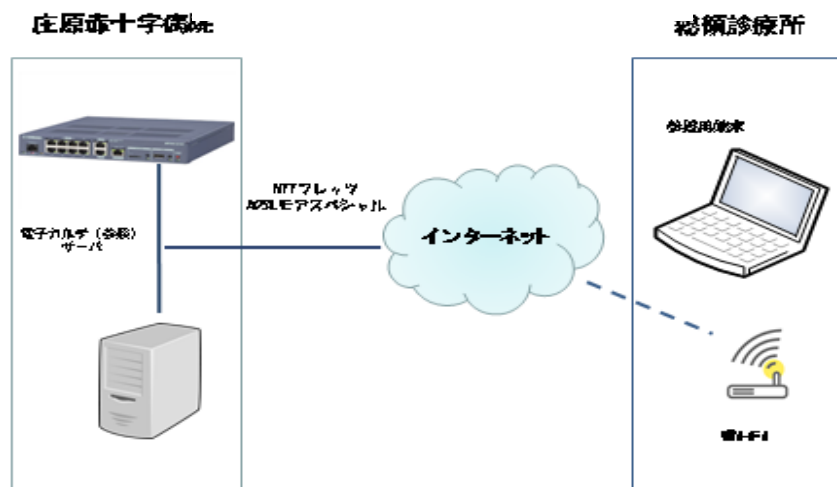 庄原赤十字病院
総領診療所
参照用端末
NTTフレッツ
ADSLモアスペシャル
電子カルテ(参照)
サーバ
インターネット